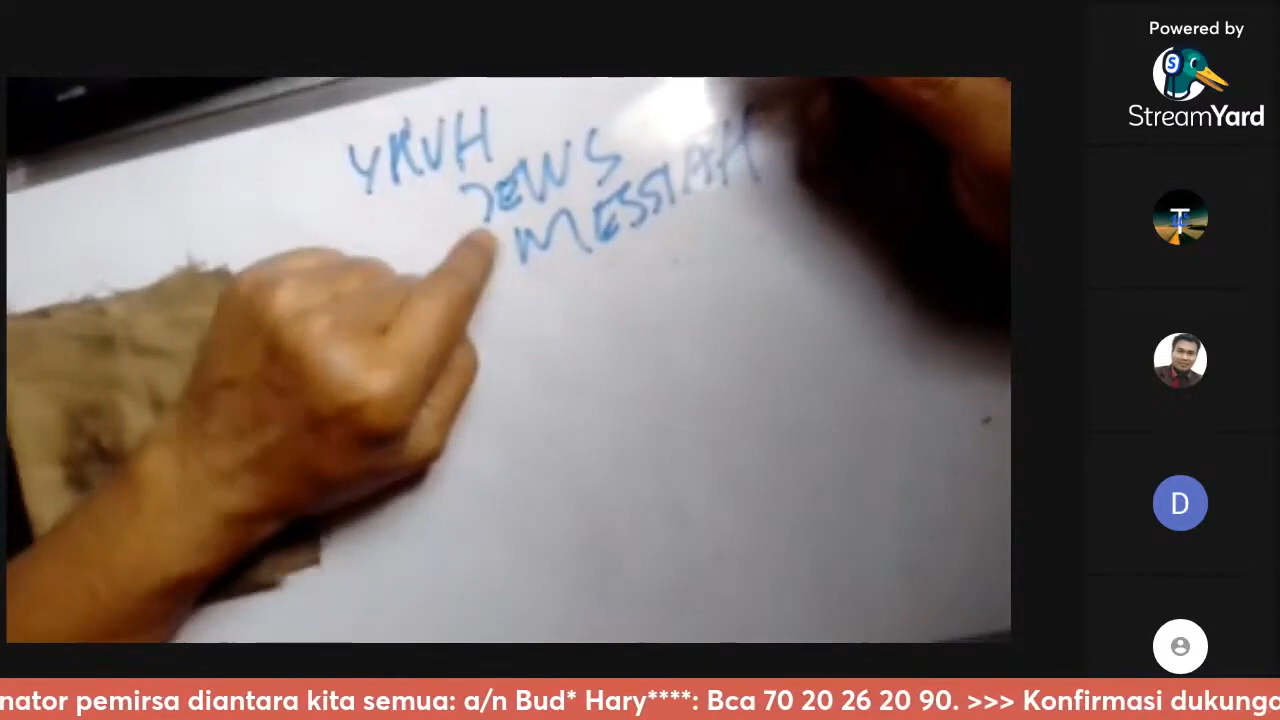 Powered by
StreamYard
YHVH
JEWS
MESSIAH
T
D
nator pemirsa diantara kita semua: a/n Bud* Hary****: Bca 70 20 26 20 90. >>> Konfirmasi dukunga